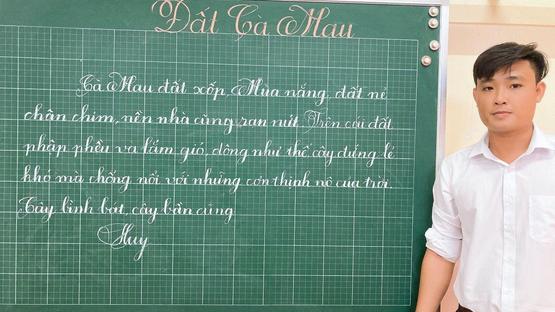 Đất Cà Mau
Cà Mau đất xốp. Mùa nắng, đất nẻ
chân chim, nền nhà cũng rạn nứt. Trên cái đất
phập phều và lắm gió, dông như thế, cây đứng lẻ
khó mà chống nổi với những cơn thịnh nộ của trời.
Cây bình bát, cây bần cũng
Huy